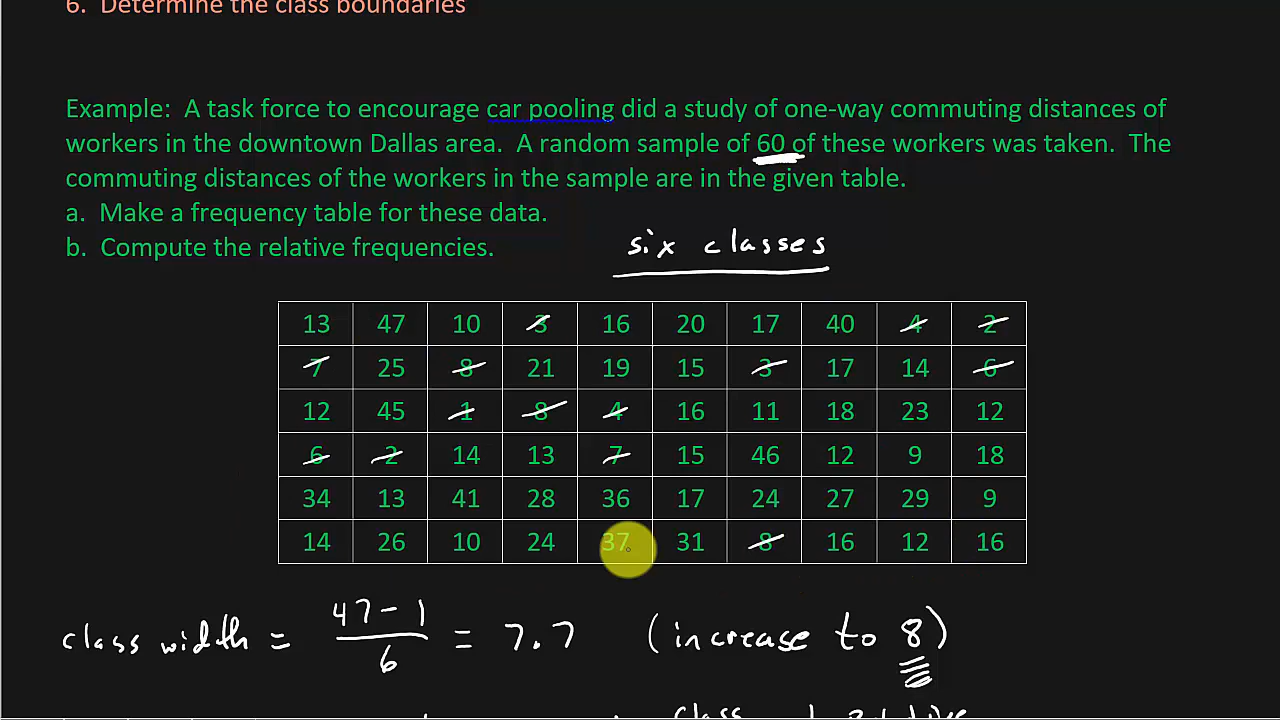 6. Determine the class boundaries
Example: A task force to encourage car pooling did a study of one-way commuting distances of
workers in the downtown Dallas area. A random sample of 60 of these workers was taken. The
commuting distances of the workers in the sample are in the given table.
a. Make a frequency table for these data.
b. Compute the relative frequencies.
six classes
13 47 10 3 16 20 17 40 4 2
7 25 8 21 19 15 3 17 14 6
12 45 1 8 4 16 11 18 23 12
6 2 14 13 7 15 46 12 9 18
34 13 41 28 36 17 24 27 29 9
14 26 10 24 37 31 8 16 12 16
class width = 47 - 1 / 6 = 7.7 (increase to 8)
class